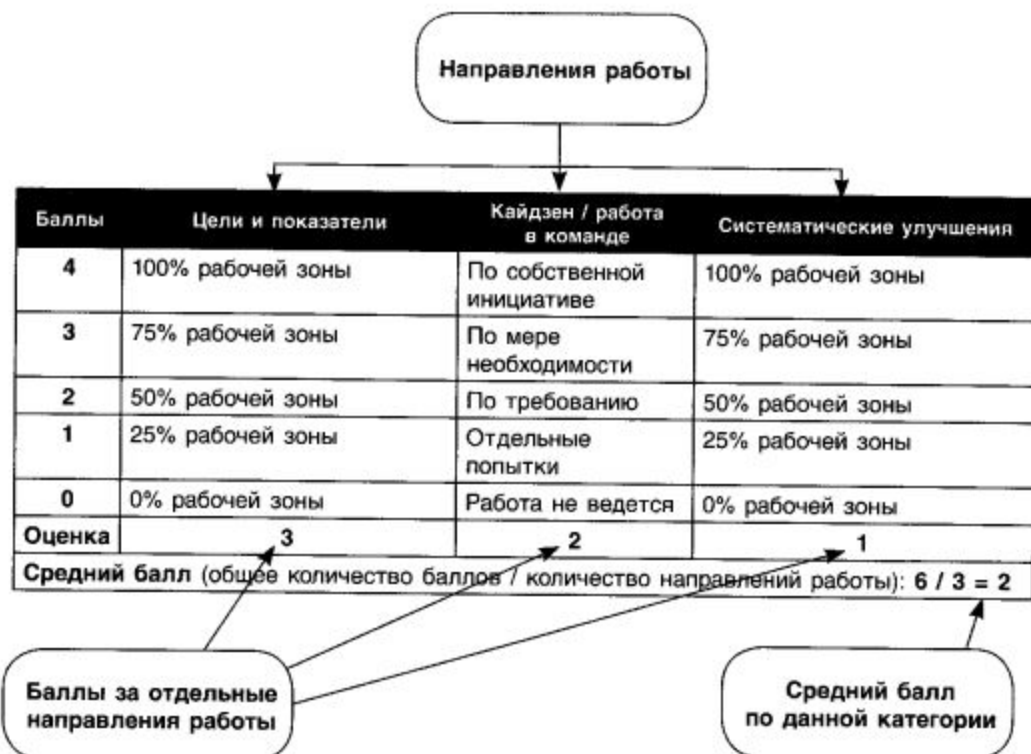 Направления работы
Баллы Цели и показатели Кайдзен / работа в команде Систематические улучшения
4 100% рабочей зоны По собственной инициативе 100% рабочей зоны
3 75% рабочей зоны По мере необходимости 75% рабочей зоны
2 50% рабочей зоны По требованию 50% рабочей зоны
1 25% рабочей зоны Отдельные попытки 25% рабочей зоны
0 0% рабочей зоны Работа не ведется 0% рабочей зоны
Оценка 3 2 1
Средний балл (общее количество баллов / количество направлений работы): 6 / 3 = 2
Баллы за отдельные
направления работы
Средний балл
по данной категории